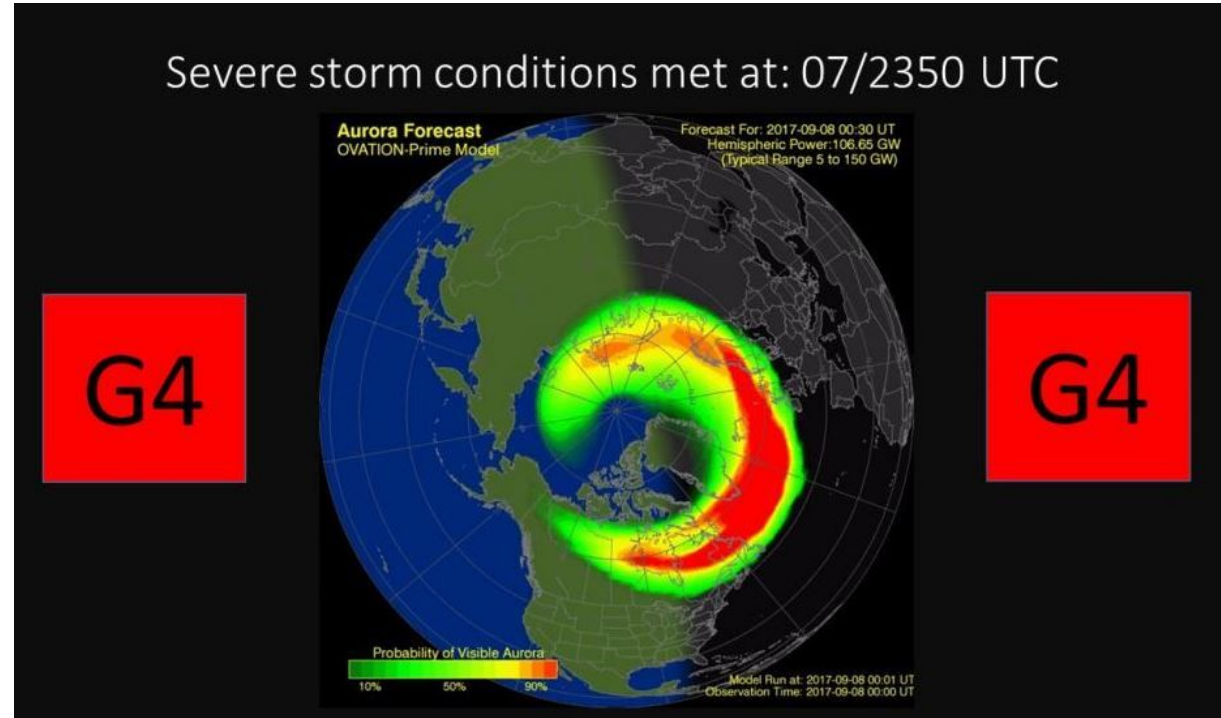 Severe storm conditions met at: 07/2350 UTC
Aurora Forecast
OVATION-Prime Model
Forecast For: 2017-09-08 00:30 UT
Hemispheric Power:106.65 GW
(Typical Range 5 to 150 GW)
G4
G4
Probability of Visible Aurora
10% 50% 90%
Model Run at: 2017-09-08 00:01 UT
Observation Time: 2017-09-08 00:00 UT